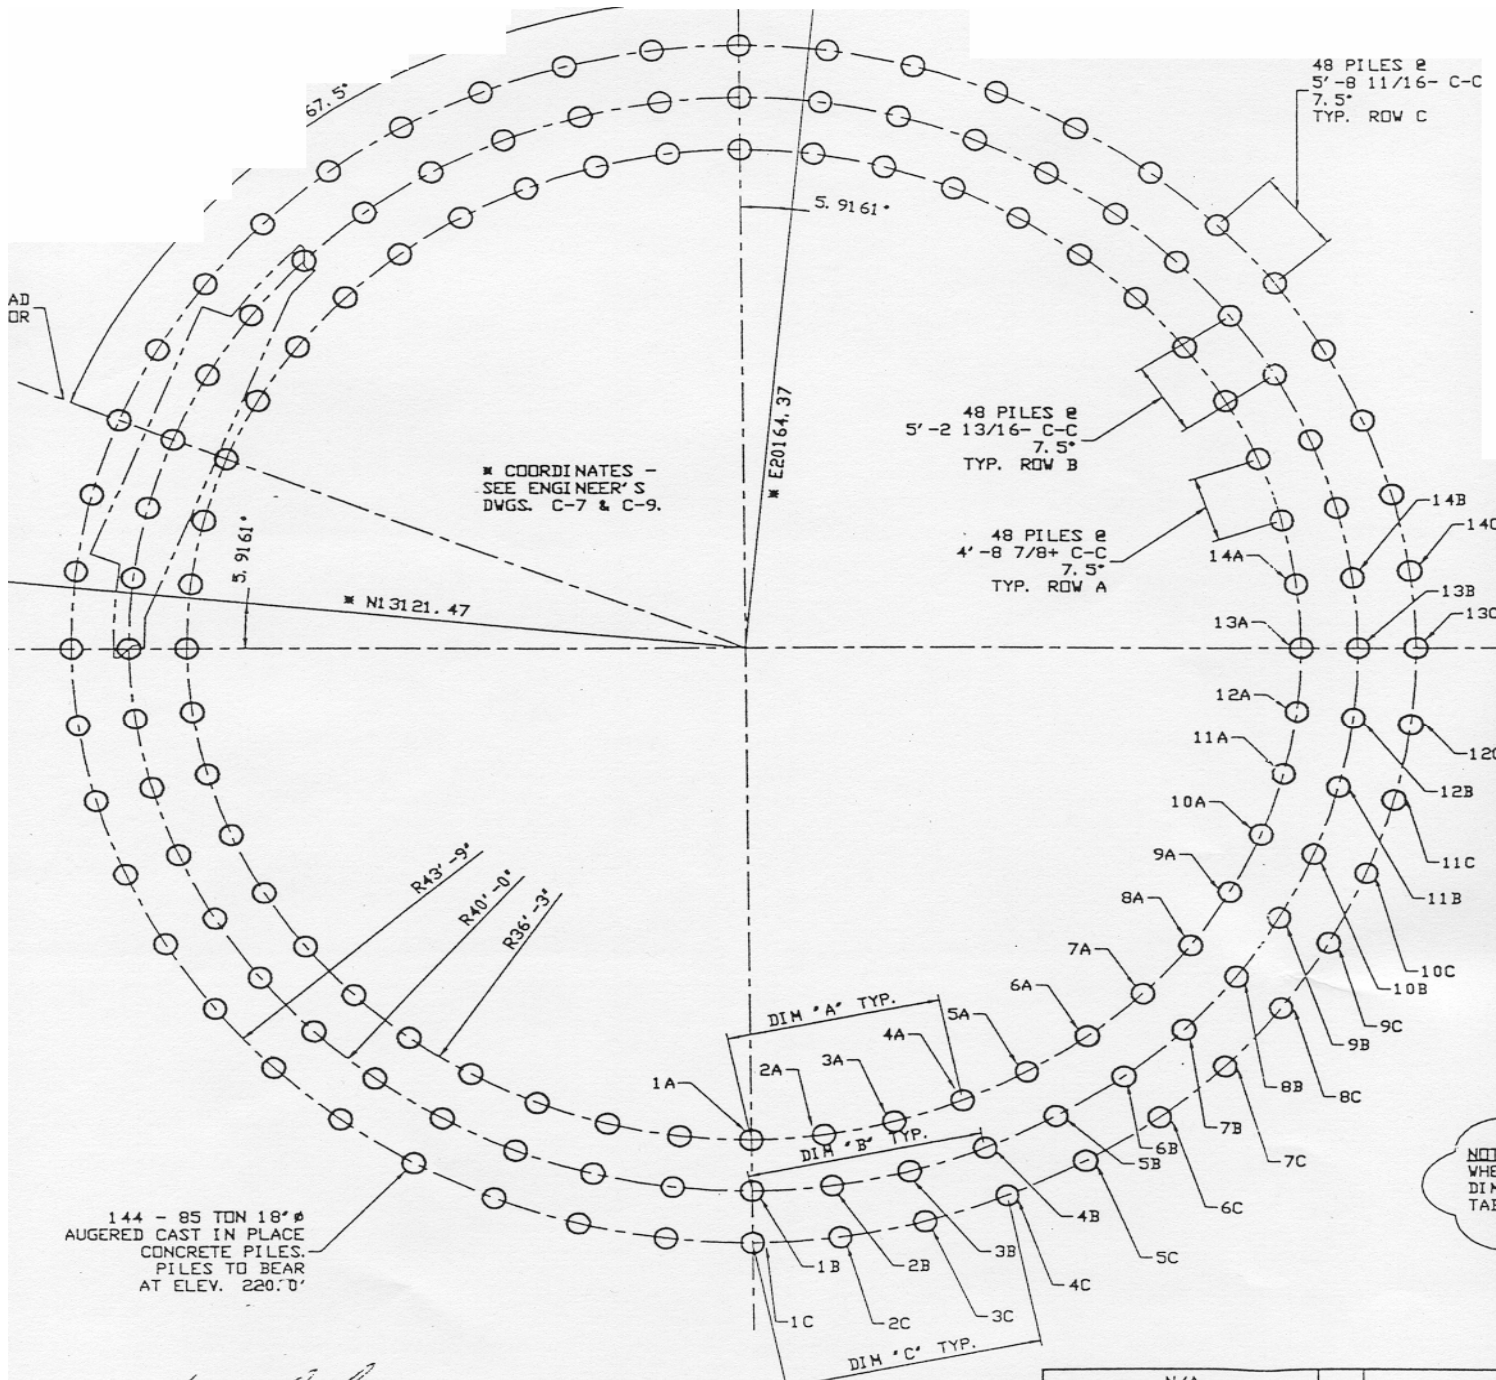 48 PILES @
5'-8 11/16- C-C
7.5°
TYP. ROW C
67.5°
5.9161°
* E20164.37
* COORDINATES -
SEE ENGINEER'S
DWGS. C-7 & C-9.
48 PILES @
5'-2 13/16- C-C
7.5°
TYP. ROW B
48 PILES @
4'-8 7/8+ C-C
7.5°
TYP. ROW A
5.9161°
* N13121.47
14A
14B
13A
13B
12A
12B
11A
11C
10A
11B
9A
10C
8A
10B
7A
9C
6A
9B
5A
8C
4A
8B
3A
7C
2A
7B
1A
6C
6B
5C
5B
4C
4B
3C
3B
2C
2B
1C
1B
R43'-9"
R40'-0"
R36'-3"
DIM "A" TYP.
DIM "B" TYP.
DIM "C" TYP.
144 - 85 TON 18"ø
AUGERED CAST IN PLACE
CONCRETE PILES.
PILES TO BEAR
AT ELEV. 220.'0'